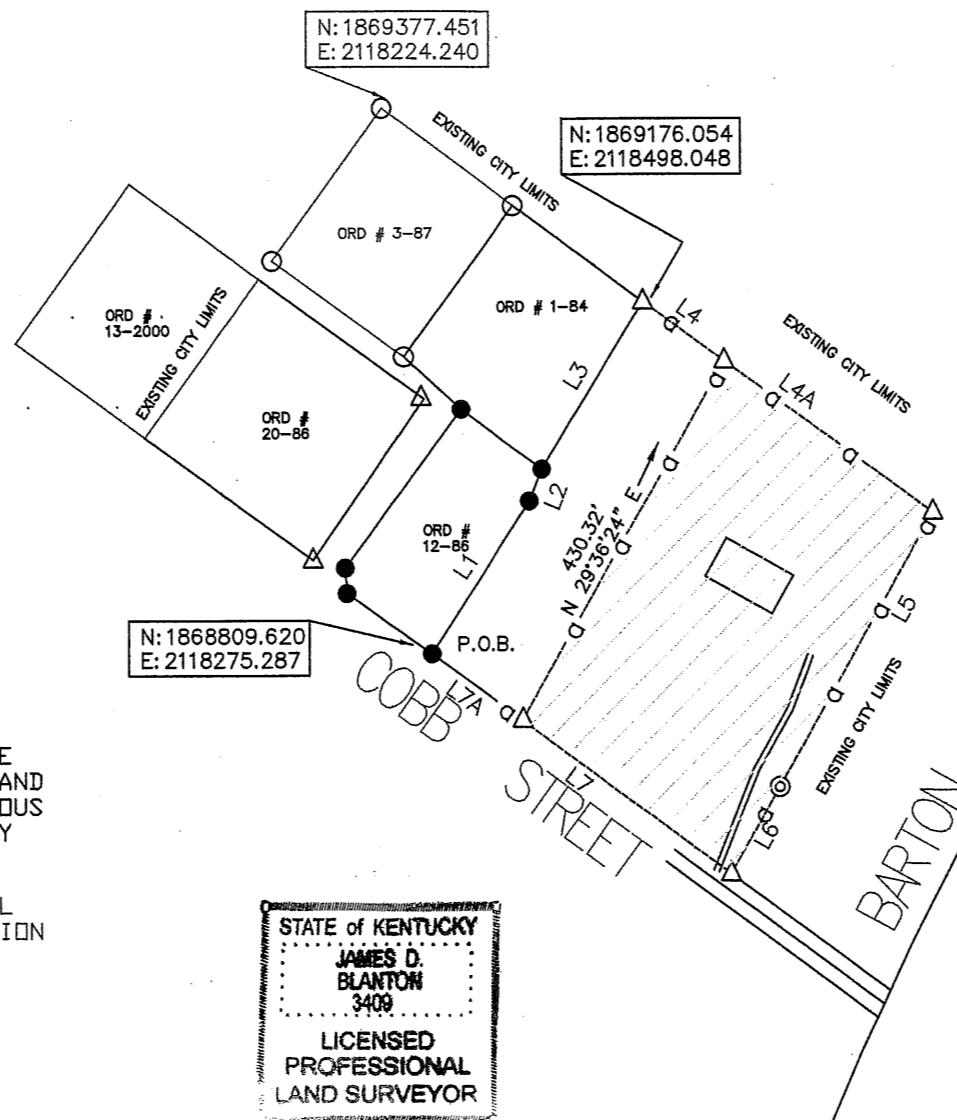 N: 1869377.451
E: 2118224.240
EXISTING CITY LIMITS
N: 1869176.054
E: 2118498.048
ORD # 3-87
ORD # 1-84
ORD #
13-2000
EXISTING CITY LIMITS
ORD #
20-86
L3
L4
L4A
EXISTING CITY LIMITS
ORD #
12-86
L1
L2
430.32'
N 29°36'24" E
L5
EXISTING CITY LIMITS
N: 1868809.620
E: 2118275.287
P.O.B.
L7A
L7
L6
COBB
STREET
BARTON
E
AND
OUS
Y
L
ION
STATE of KENTUCKY
JAMES D.
BLANTON
3409
LICENSED
PROFESSIONAL
LAND SURVEYOR